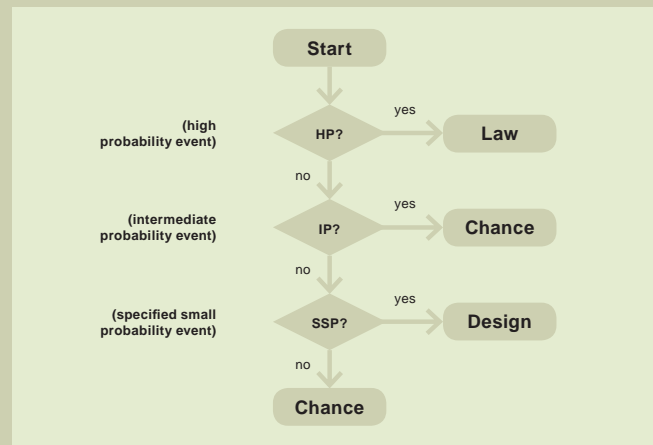 Start
(high
probability event)
HP?
yes
Law
no
(intermediate
probability event)
IP?
yes
Chance
no
(specified small
probability event)
SSP?
yes
Design
no
Chance